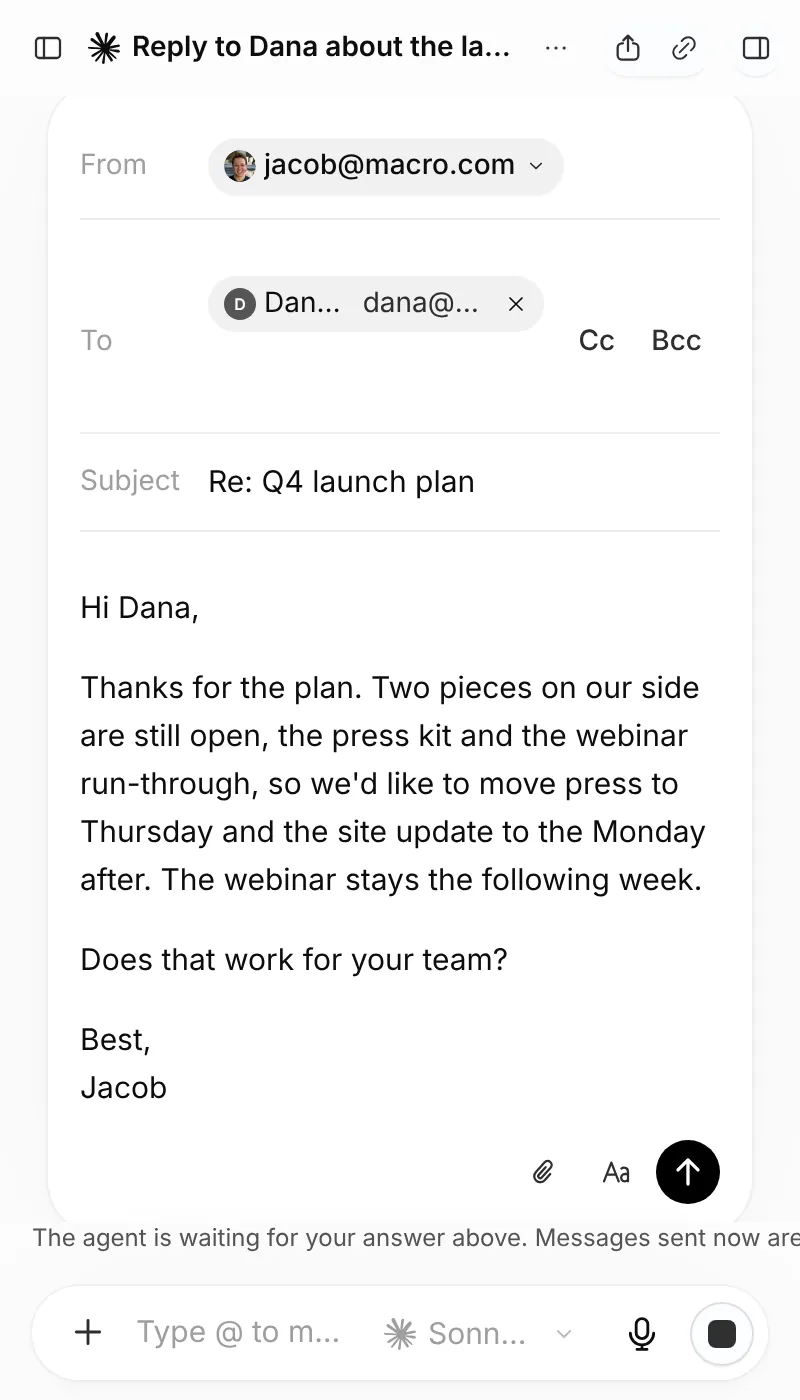 Reply to Dana about the la...
From
jacob@macro.com
D Dan... dana@...
To
Cc Bcc
Subject Re: Q4 launch plan
Hi Dana,
Thanks for the plan. Two pieces on our side
are still open, the press kit and the webinar
run-through, so we'd like to move press to
Thursday and the site update to the Monday
after. The webinar stays the following week.
Does that work for your team?
Best,
Jacob
Aa
The agent is waiting for your answer above. Messages sent now are
Type @ to m... Sonn...